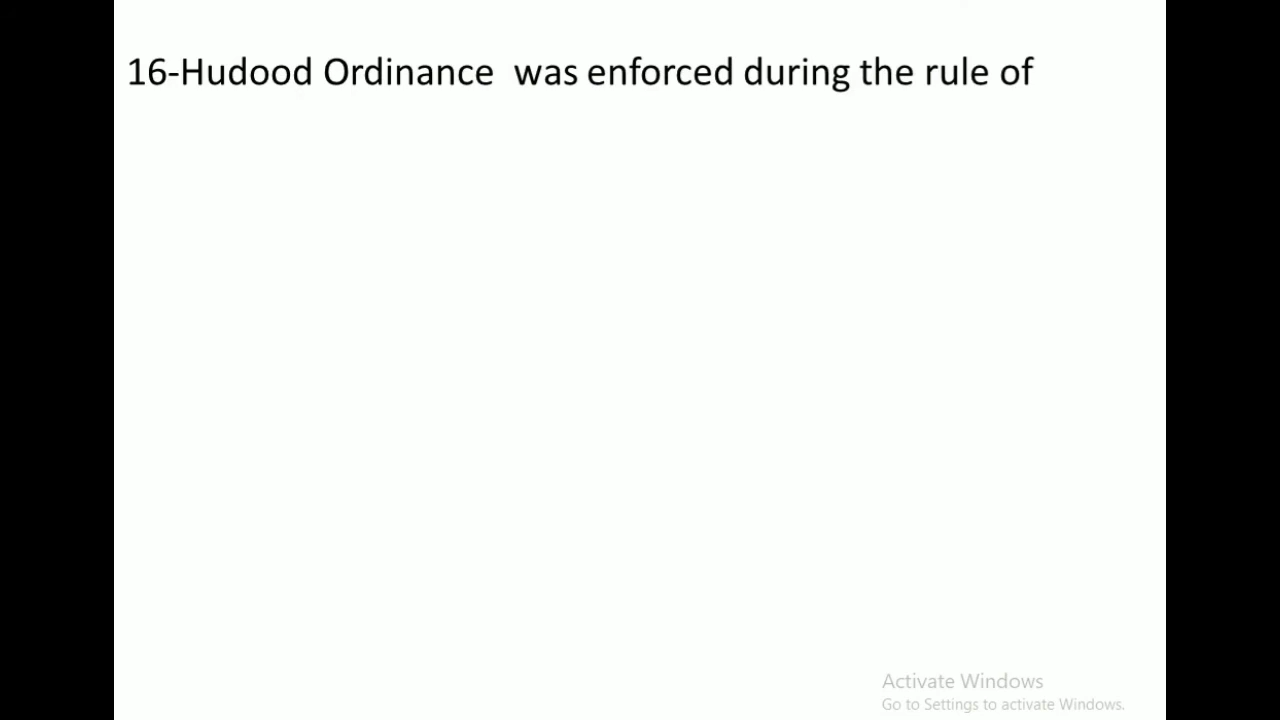 16-Hudood Ordinance  was enforced during the rule of
Activate Windows
Go to Settings to activate Windows.